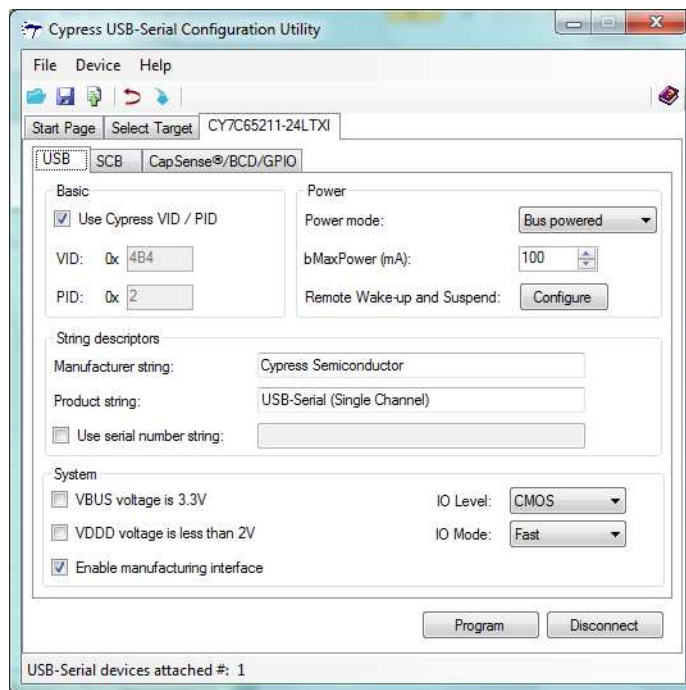 Cypress USB-Serial Configuration Utility
File Device Help
Start Page Select Target CY7C65211-24LTXI
USB SCB CapSense®/BCD/GPIO
Basic
Use Cypress VID / PID
VID: 0x 4B4
PID: 0x 2
Power
Power mode: Bus powered
bMaxPower (mA): 100
Remote Wake-up and Suspend: Configure
String descriptors
Manufacturer string: Cypress Semiconductor
Product string: USB-Serial (Single Channel)
Use serial number string:
System
VBUS voltage is 3.3V IO Level: CMOS
VDDD voltage is less than 2V IO Mode: Fast
Enable manufacturing interface
Program Disconnect
USB-Serial devices attached #: 1